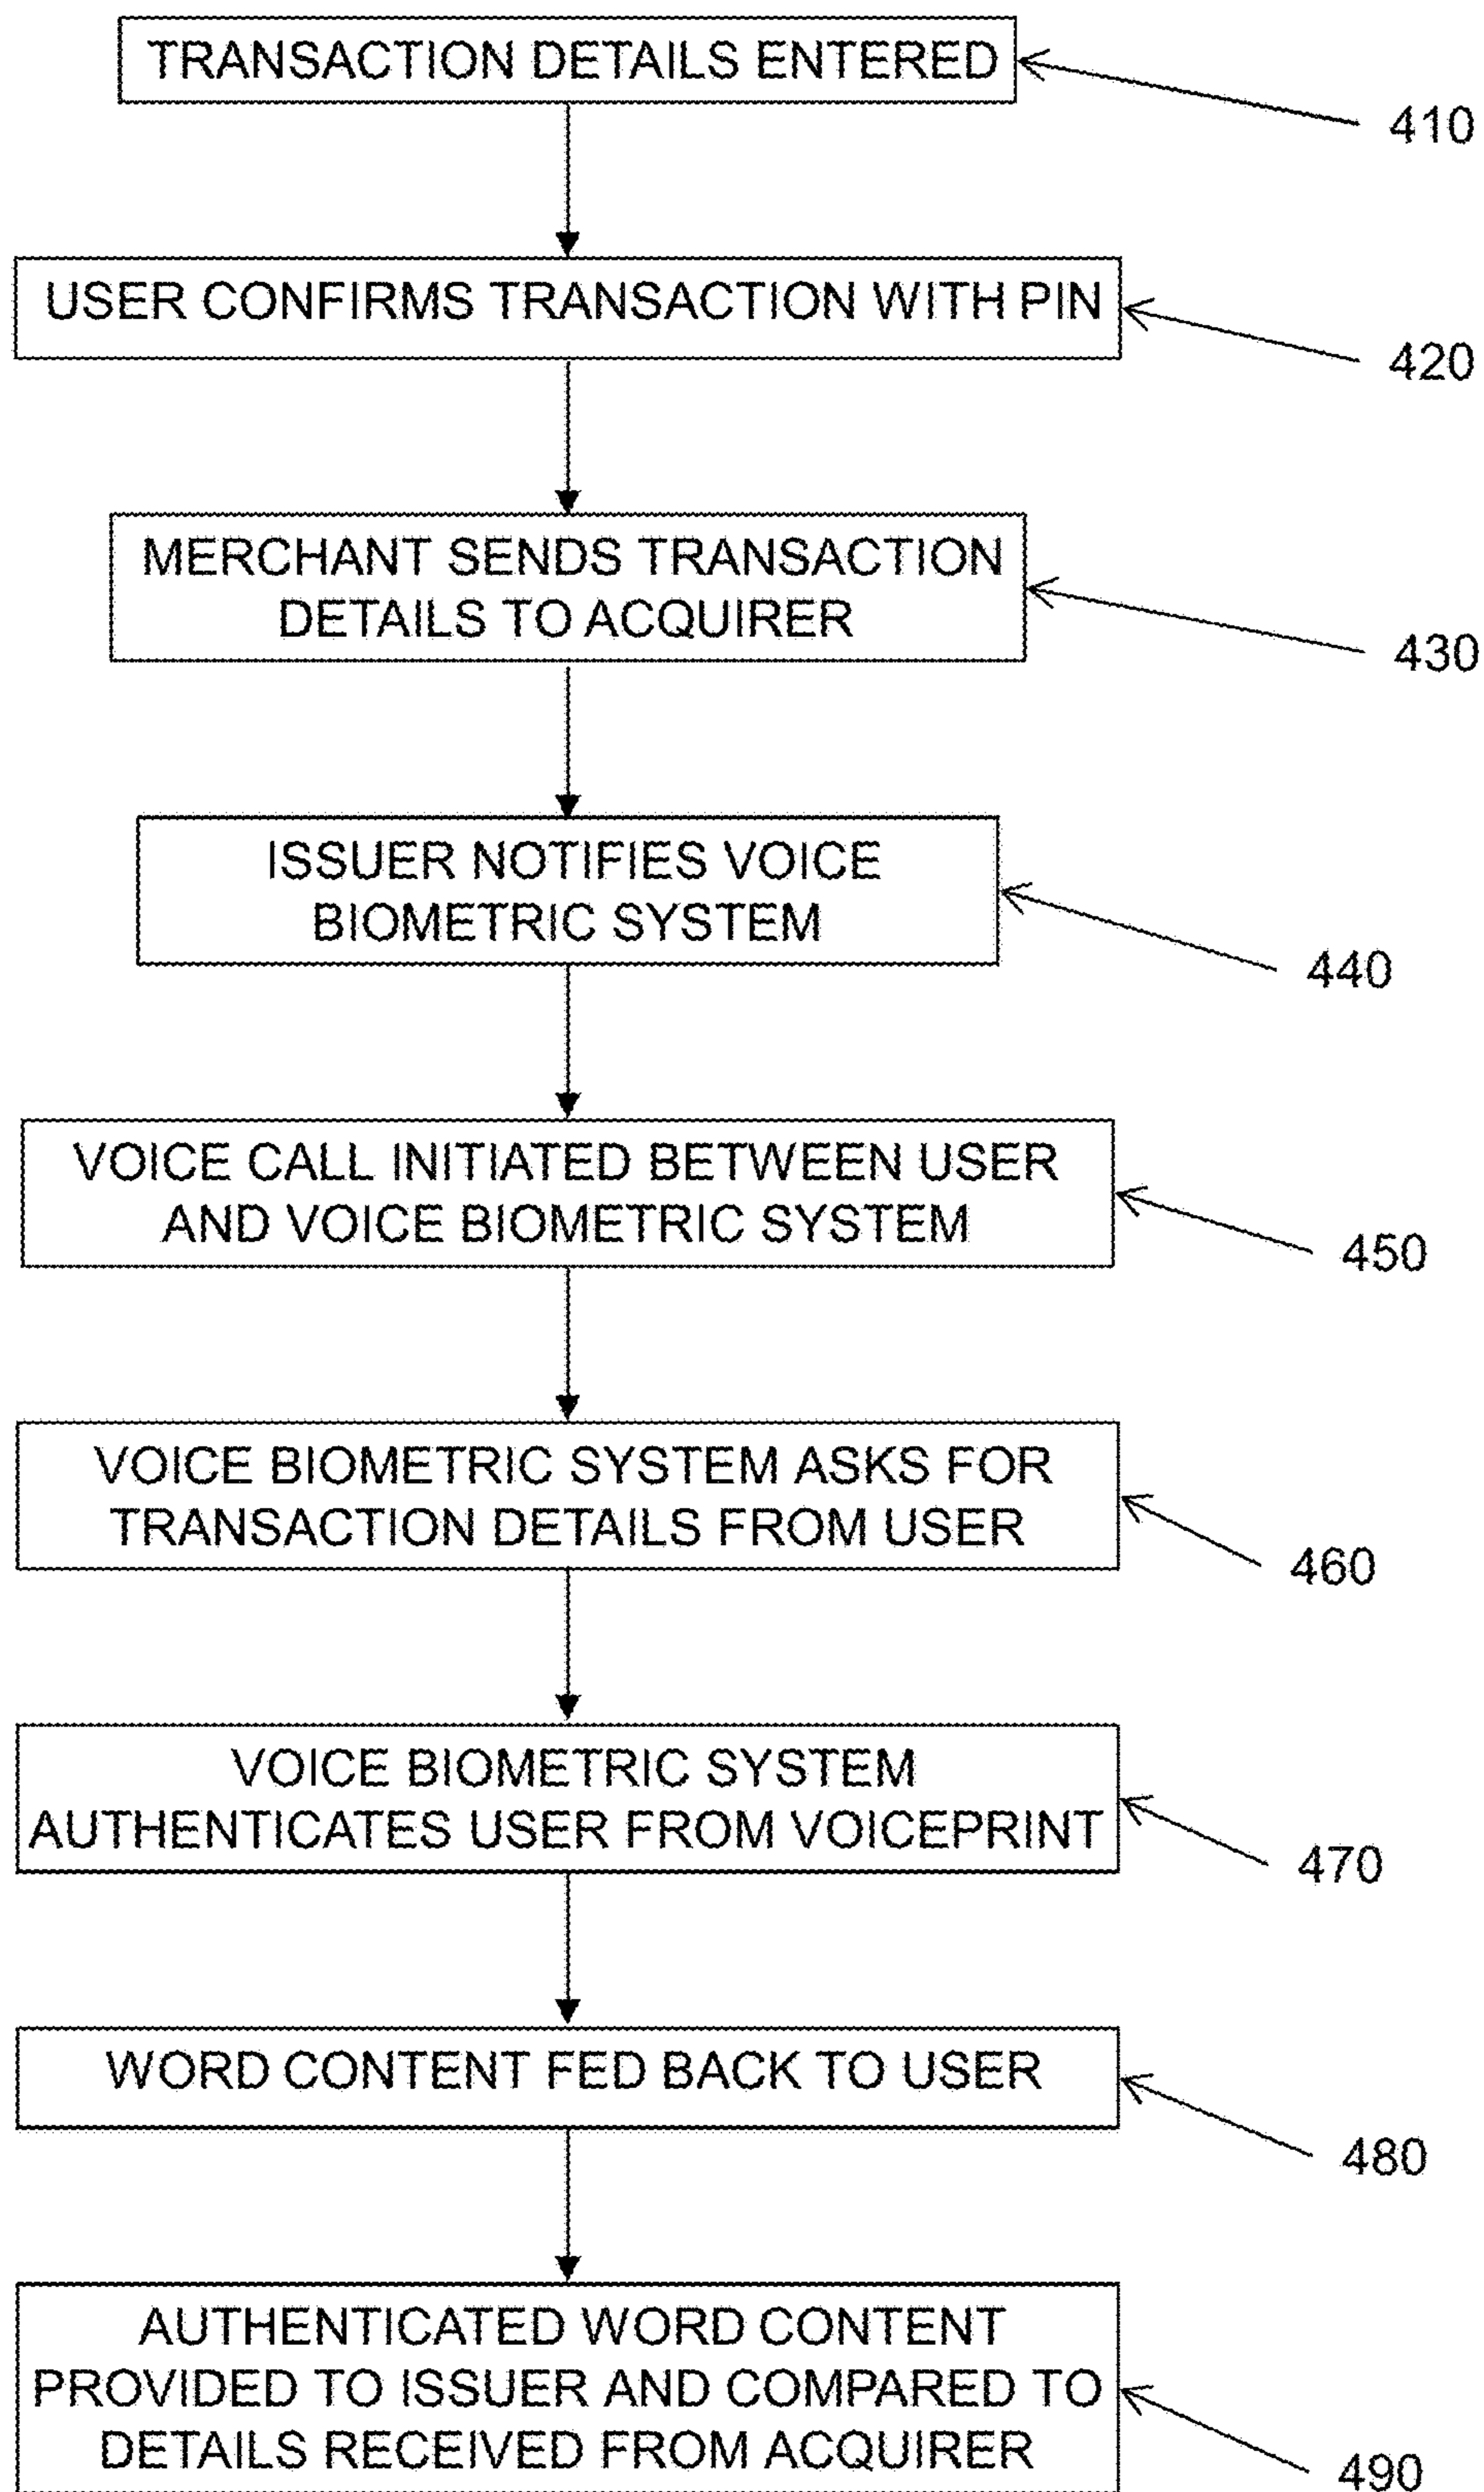 TRANSACTION DETAILS ENTERED
410
USER CONFIRMS TRANSACTION WITH PIN
420
MERCHANT SENDS TRANSACTION
DETAILS TO ACQUIRER
430
ISSUER NOTIFIES VOICE
BIOMETRIC SYSTEM
440
VOICE CALL INITIATED BETWEEN USER
AND VOICE BIOMETRIC SYSTEM
450
VOICE BIOMETRIC SYSTEM ASKS FOR
TRANSACTION DETAILS FROM USER
460
VOICE BIOMETRIC SYSTEM
AUTHENTICATES USER FROM VOICEPRINT
470
WORD CONTENT FED BACK TO USER
480
AUTHENTICATED WORD CONTENT
PROVIDED TO ISSUER AND COMPARED TO
DETAILS RECEIVED FROM ACQUIRER
490